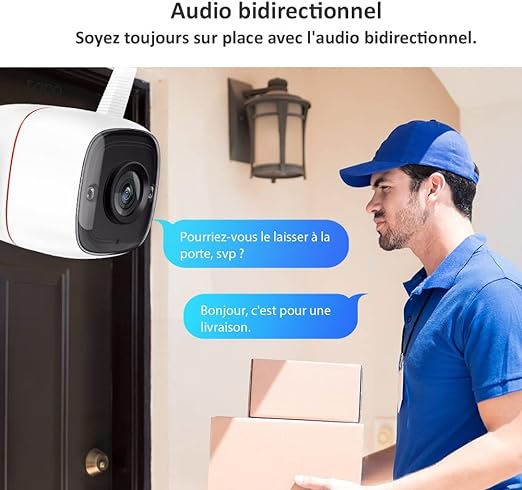 Audio bidirectionnel
Soyez toujours sur place avec l'audio bidirectionnel.
Pourriez-vous le laisser à la
porte, svp ?
Bonjour, c'est pour une
livraison.